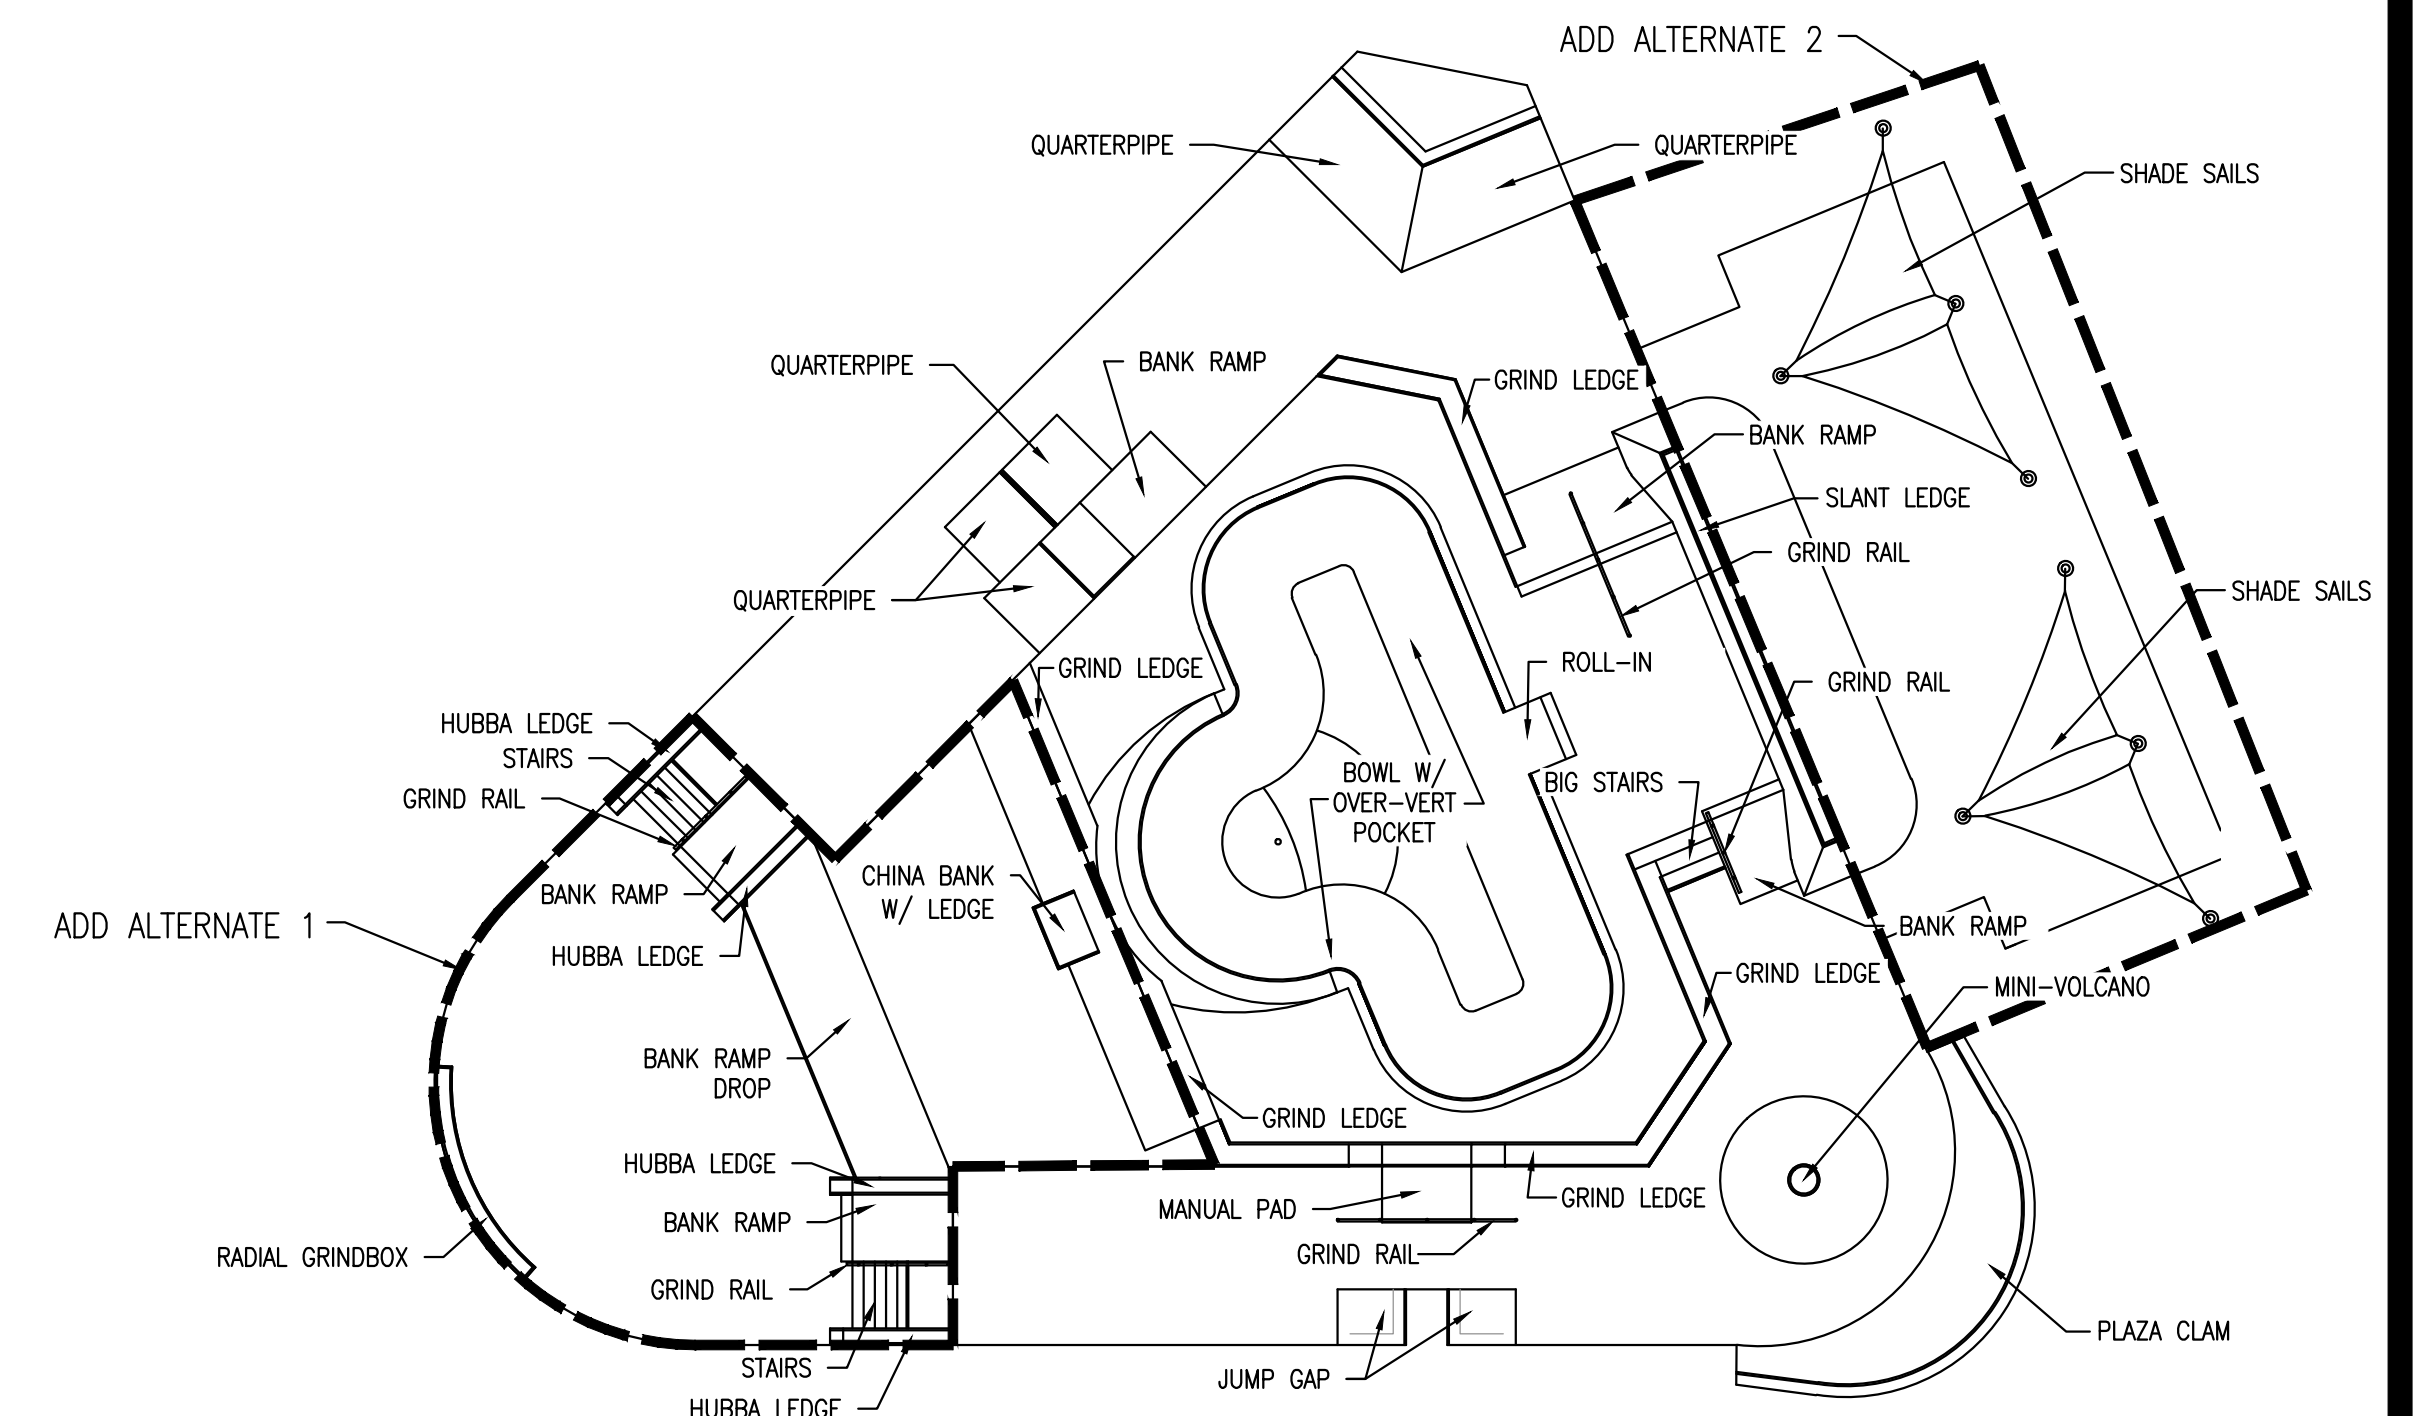 ADD ALTERNATE 2
QUARTERPIPE
QUARTERPIPE
SHADE SAILS
QUARTERPIPE
BANK RAMP
GRIND LEDGE
BANK RAMP
SLANT LEDGE
GRIND RAIL
SHADE SAILS
QUARTERPIPE
GRIND LEDGE
ROLL-IN
GRIND RAIL
HUBBA LEDGE
STAIRS
GRIND RAIL
BOWL W/
OVER-VERT
POCKET
BIG STAIRS
CHINA BANK
W/ LEDGE
BANK RAMP
ADD ALTERNATE 1
HUBBA LEDGE
BANK RAMP
GRIND LEDGE
MINI-VOLCANO
BANK RAMP
DROP
GRIND LEDGE
HUBBA LEDGE
BANK RAMP
MANUAL PAD
GRIND LEDGE
RADIAL GRINDBOX
GRIND RAIL
GRIND RAIL
PLAZA CLAM
STAIRS
JUMP GAP
HUBBA LEDGE